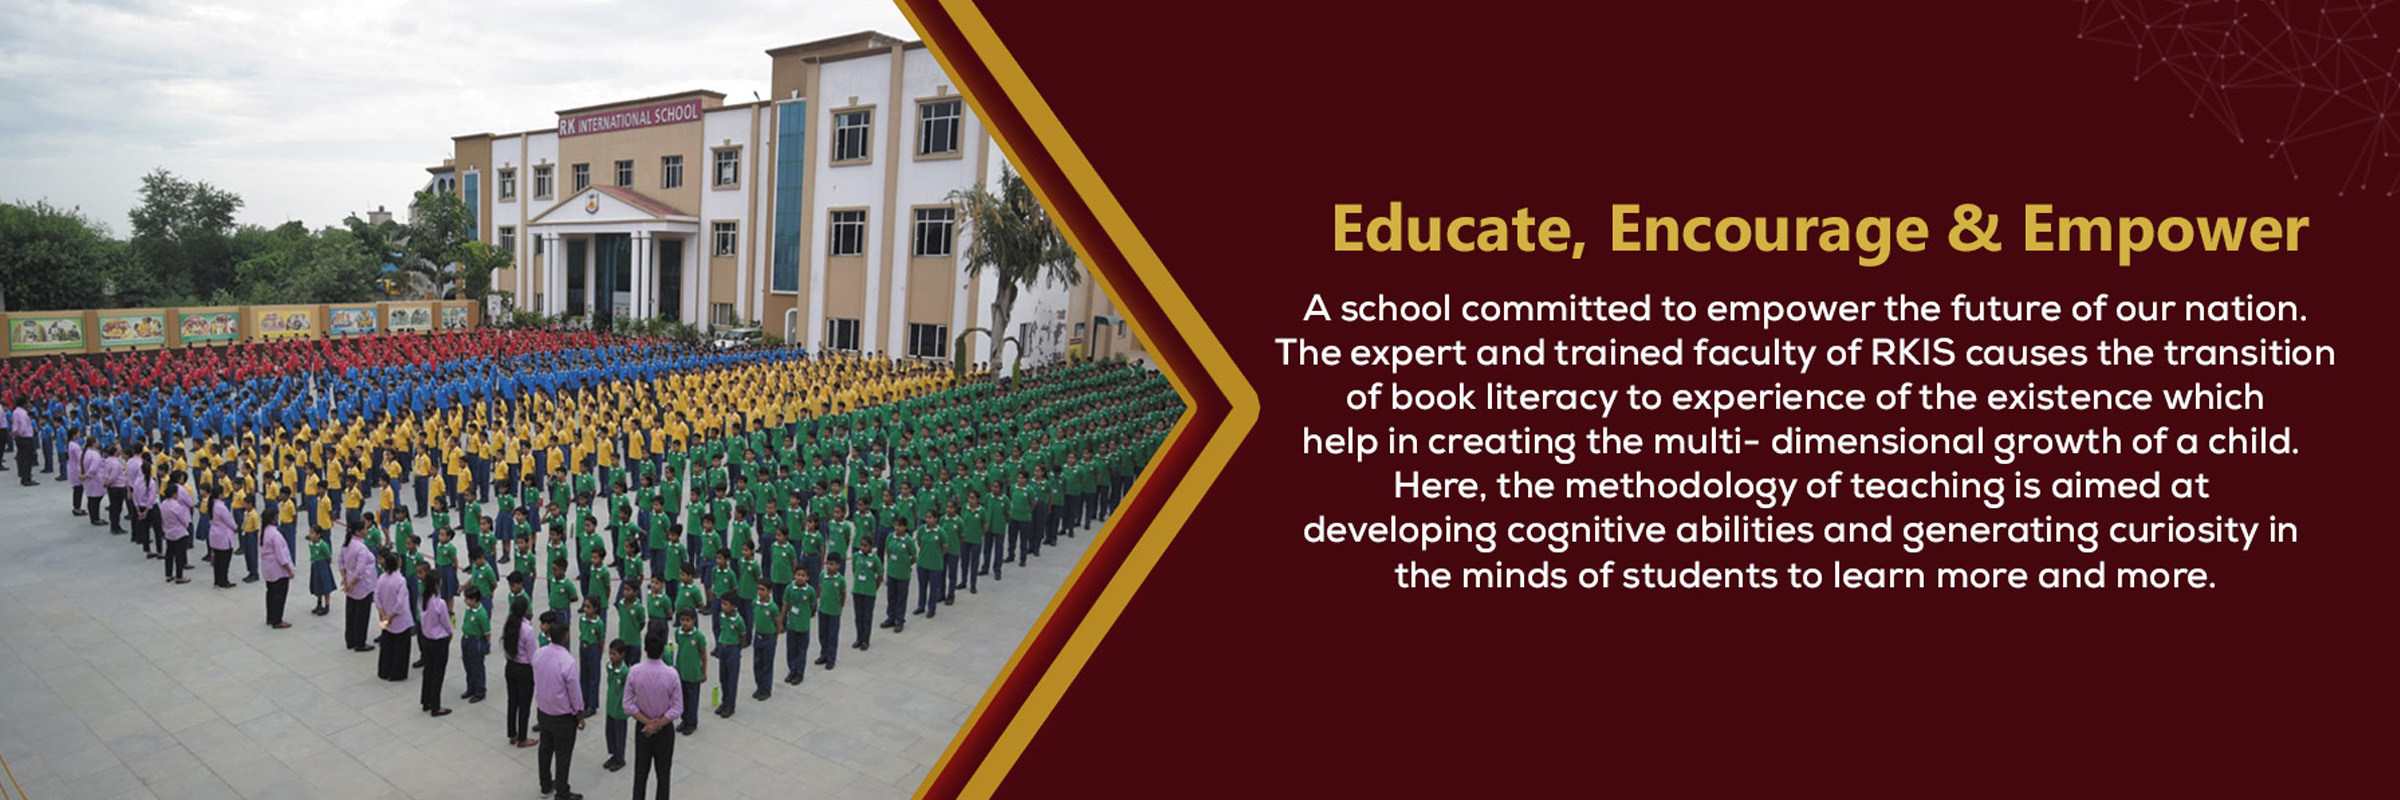 RK INTERNATIONAL SCHOOL
Educate, Encourage & Empower
A school committed to empower the future of our nation.
The expert and trained faculty of RKIS causes the transition
of book literacy to experience of the existence which
help in creating the multi- dimensional growth of a child.
Here, the methodology of teaching is aimed at
developing cognitive abilities and generating curiosity in
the minds of students to learn more and more.